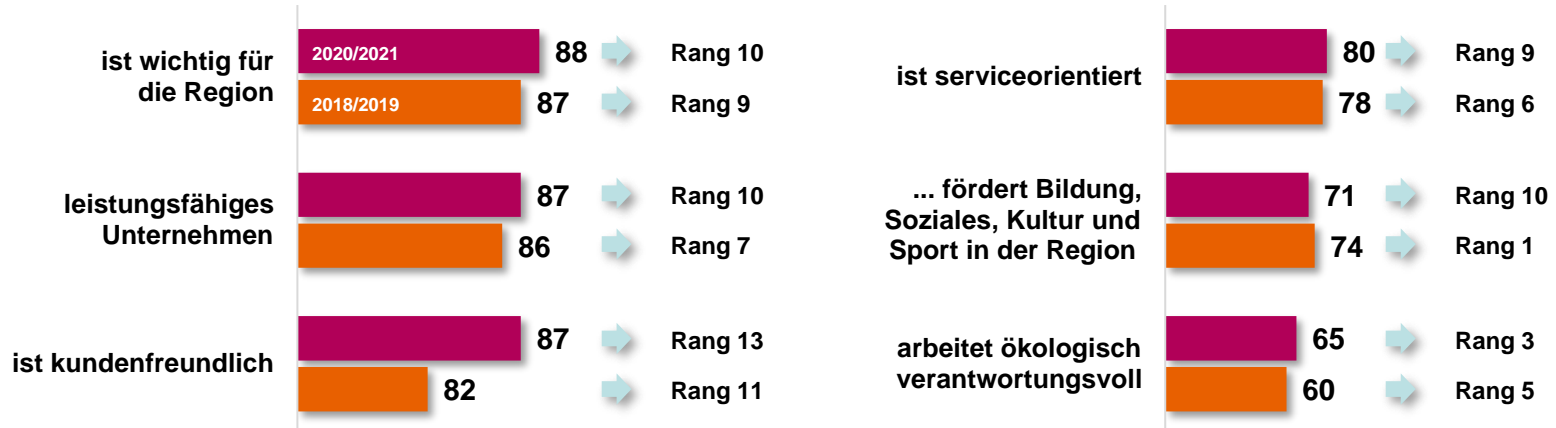 ist wichtig für
die Region
2020/2021
88
Rang 10
2018/2019
87
Rang 9
leistungsfähiges
Unternehmen
87
Rang 10
86
Rang 7
ist kundenfreundlich
87
Rang 13
82
Rang 11
ist serviceorientiert
80
Rang 9
78
Rang 6
... fördert Bildung,
Soziales, Kultur und
Sport in der Region
71
Rang 10
74
Rang 1
arbeitet ökologisch
verantwortungsvoll
65
Rang 3
60
Rang 5